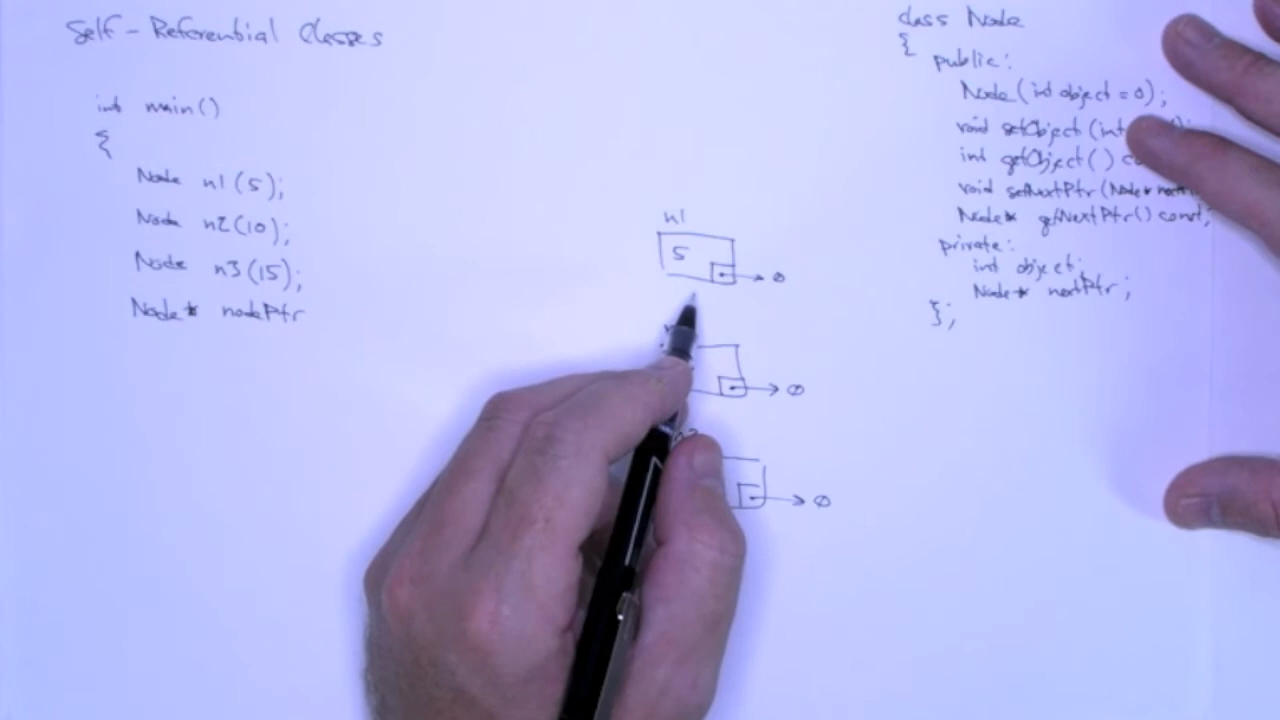 Self-Referential Classes
int main()
{
Node n1(5);
Node n2(10);
Node n3(15);
Node* nodePtr
n1
5
ø
ø
ø
class Node
{
public:
Node(int object = 0);
void setObject(int
int getObject()
void setNextPtr(Node*
Node* getNextPtr() const;
private:
int object;
Node* nextPtr;
};